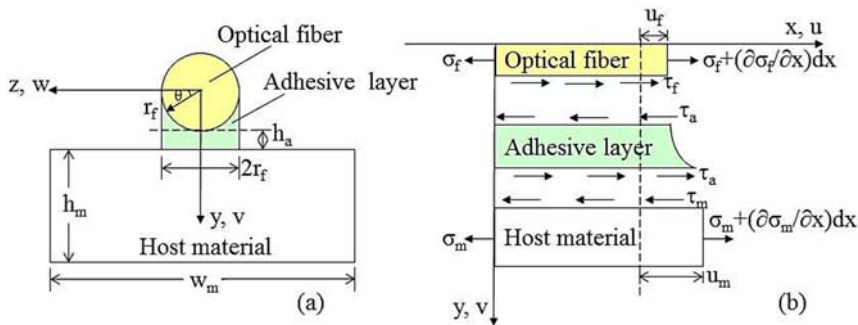 Optical fiber
z, w
θ
r_f
Adhesive layer
h_a
2r_f
h_m
y, v
Host material
w_m
(a)
u_f
x, u
σ_f
Optical fiber
σ_f+(∂σ_f/∂x)dx
τ_f
τ_a
Adhesive layer
τ_a
τ_m
σ_m
Host material
σ_m+(∂σ_m/∂x)dx
u_m
y, v
(b)